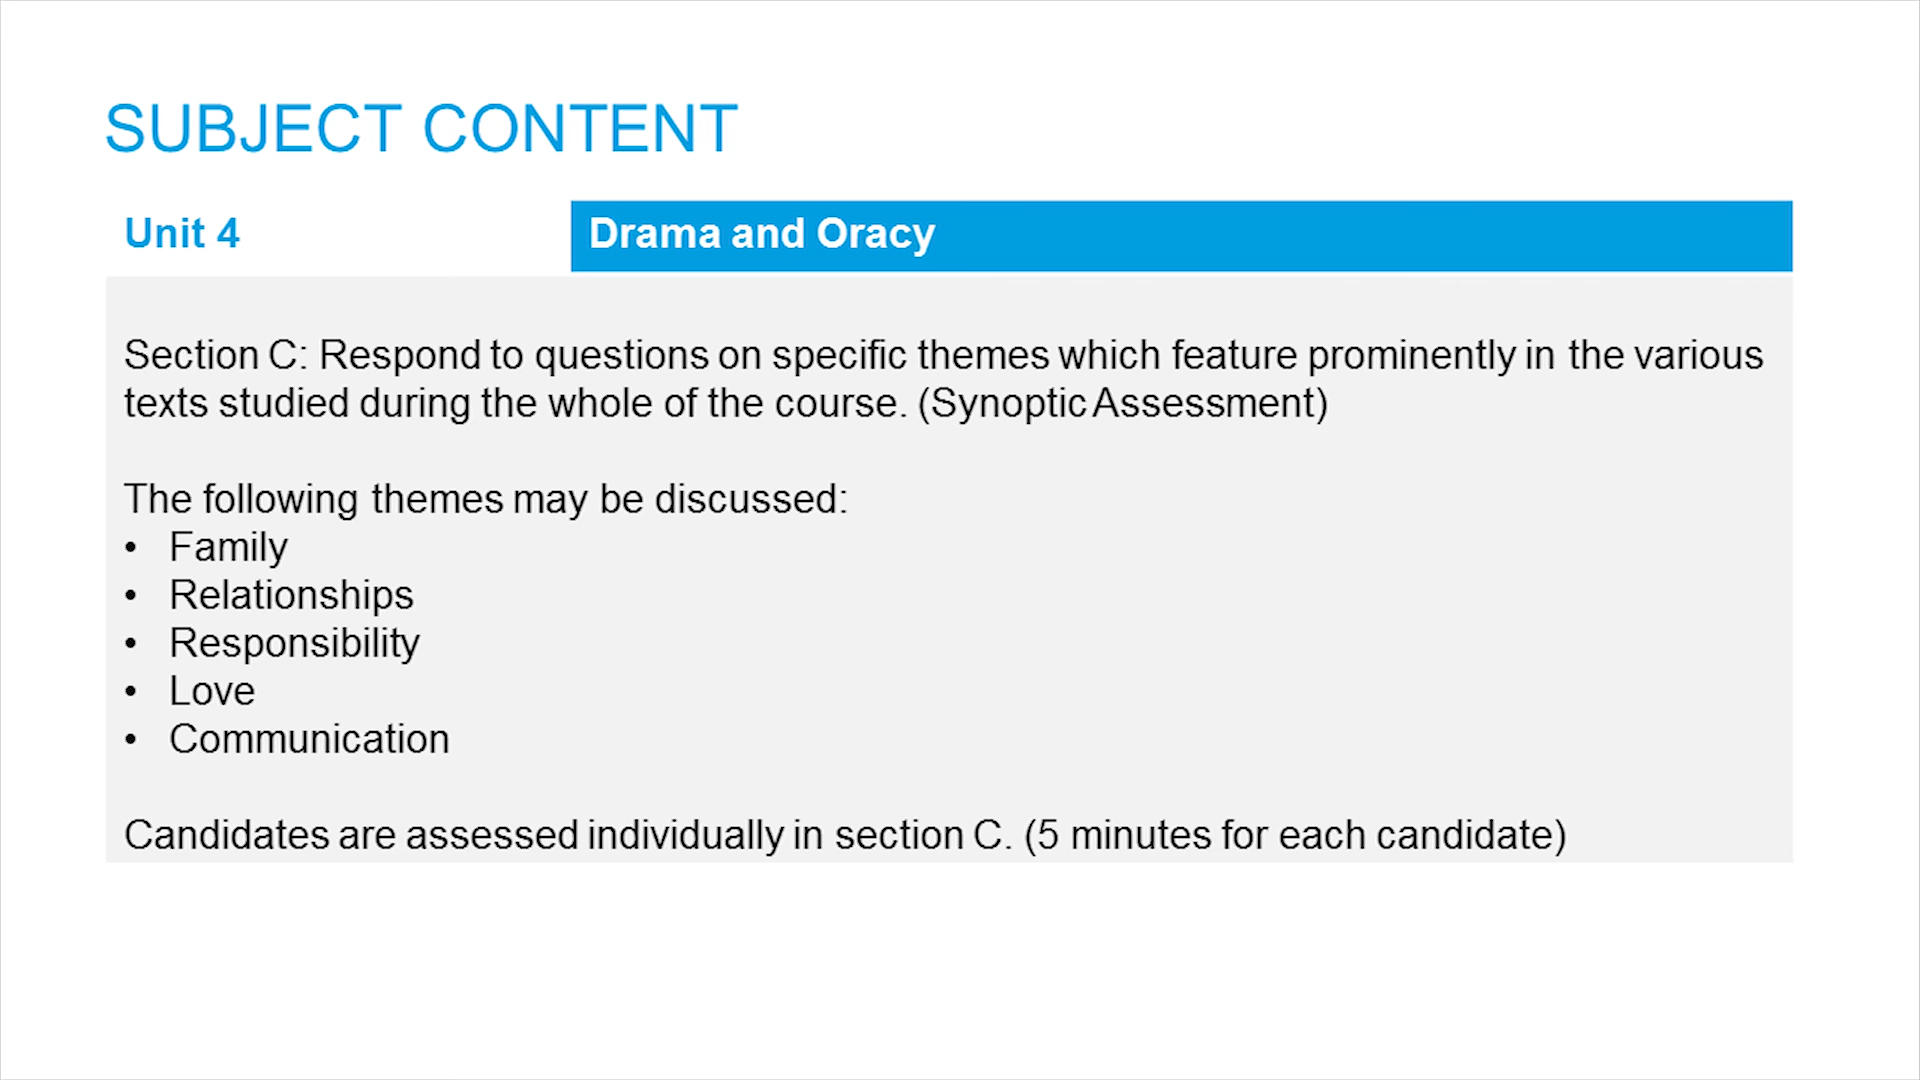 SUBJECT CONTENT
Unit 4
Drama and Oracy
Section C: Respond to questions on specific themes which feature prominently in the various
texts studied during the whole of the course. (Synoptic Assessment)
The following themes may be discussed:
• Family
• Relationships
• Responsibility
• Love
• Communication
Candidates are assessed individually in section C. (5 minutes for each candidate)